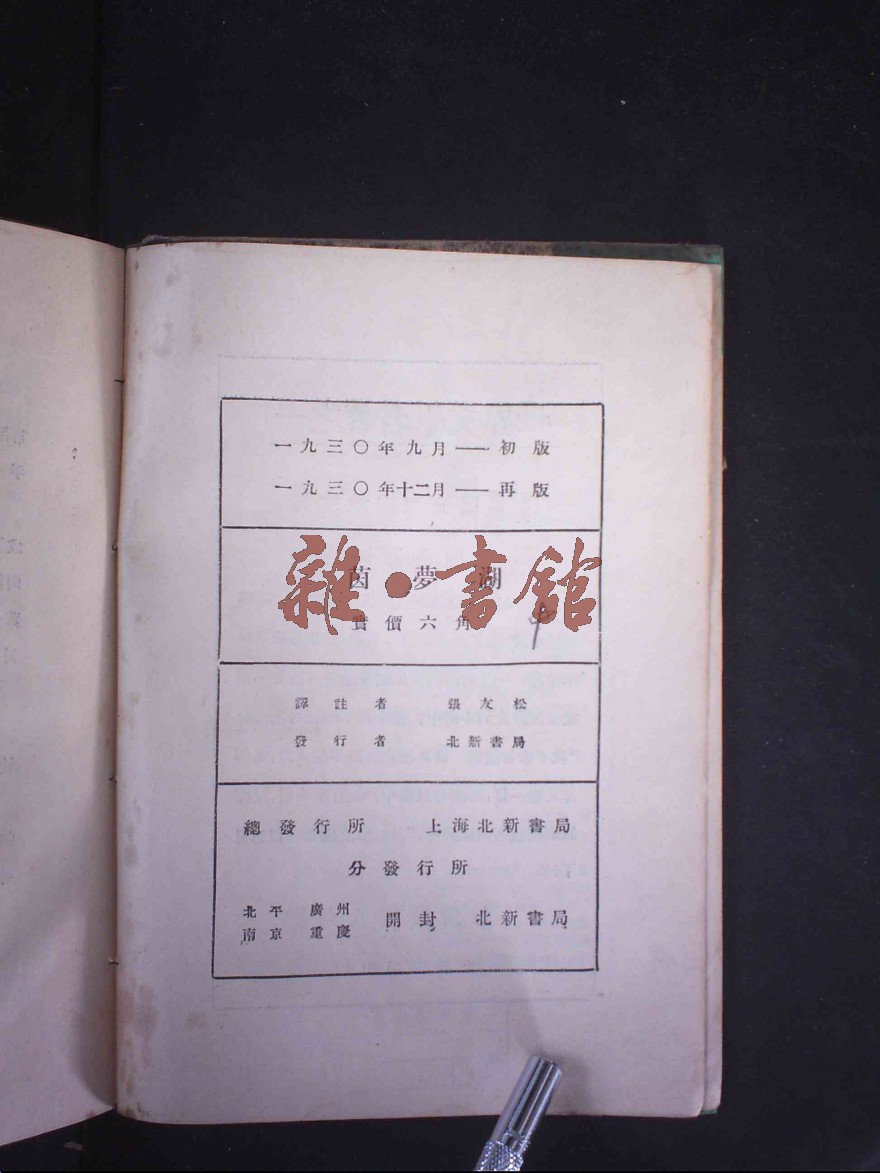 一九三〇年九月——初版
一九三〇年十二月——再版
茵夢湖
雜·書館
實價六角
譯註者 張友松
發行者 北新書局
總發行所 上海北新書局
分發行所
北平 廣州
南京 重慶 開封 北新書局